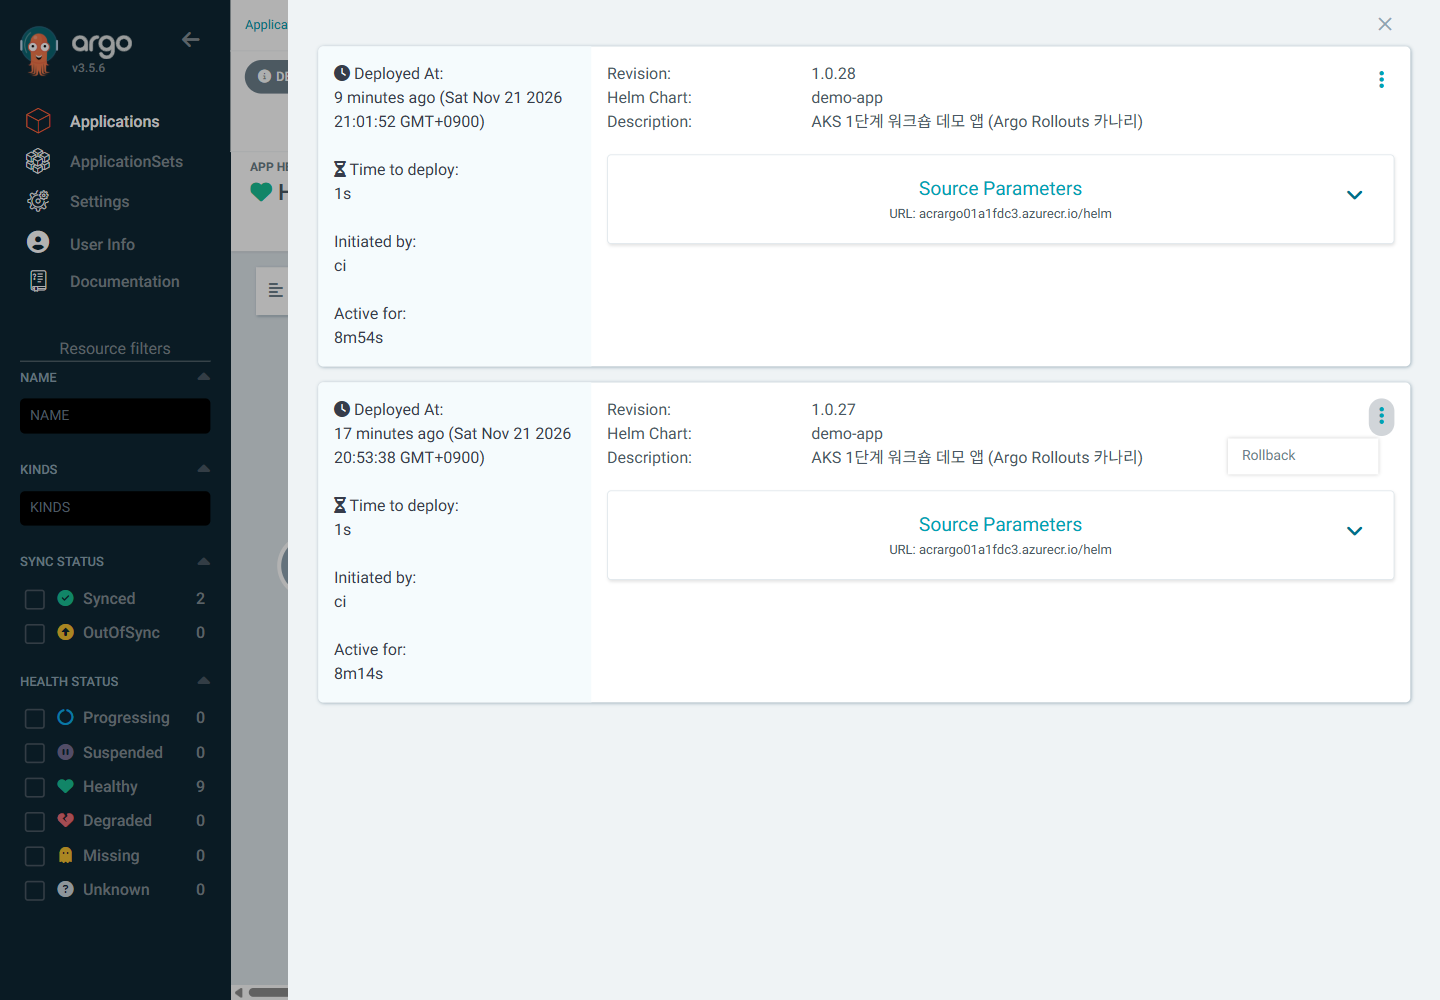 argo
v3.5.6
Applications
ApplicationSets
Settings
User Info
Documentation
Resource filters
NAME
NAME
KINDS
KINDS
SYNC STATUS
Synced 2
OutOfSync 0
HEALTH STATUS
Progressing 0
Suspended 0
Healthy 9
Degraded 0
Missing 0
Unknown 0
Applica
DE
APP HE
H
Deployed At:
9 minutes ago (Sat Nov 21 2026
21:01:52 GMT+0900)
Time to deploy:
1s
Initiated by:
ci
Active for:
8m54s
Revision: 1.0.28
Helm Chart: demo-app
Description: AKS 1단계 워크숍 데모 앱 (Argo Rollouts 카나리)
Source Parameters
URL: acrargo01a1fdc3.azurecr.io/helm
Deployed At:
17 minutes ago (Sat Nov 21 2026
20:53:38 GMT+0900)
Time to deploy:
1s
Initiated by:
ci
Active for:
8m14s
Revision: 1.0.27
Helm Chart: demo-app
Description: AKS 1단계 워크숍 데모 앱 (Argo Rollouts 카나리)
Rollback
Source Parameters
URL: acrargo01a1fdc3.azurecr.io/helm